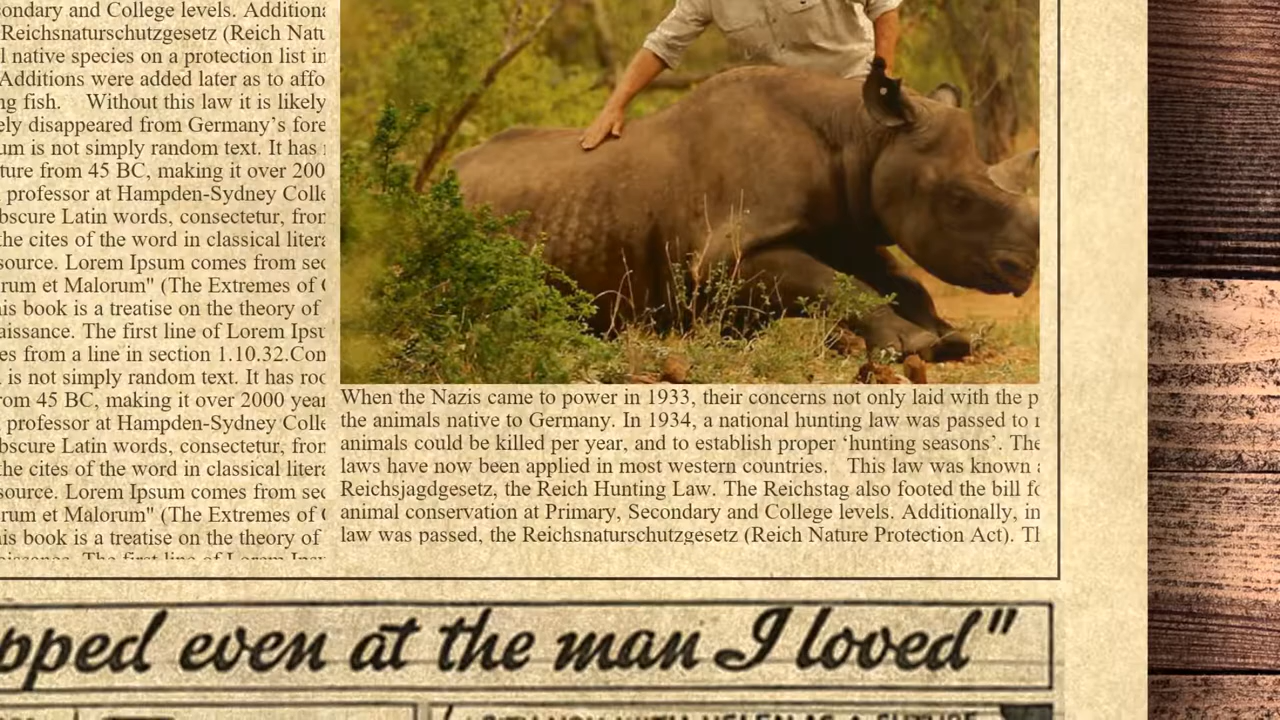 condary and College levels. Additiona
Reichsnaturschutzgesetz (Reich Natu
l native species on a protection list in
Additions were added later as to affo
ng fish. Without this law it is likely
ely disappeared from Germany's fore
um is not simply random text. It has
ture from 45 BC, making it over 200
professor at Hampden-Sydney Colle
bscure Latin words, consectetur, from
the cites of the word in classical litera
source. Lorem Ipsum comes from sec
rum et Malorum" (The Extremes of
his book is a treatise on the theory of
aissance. The first line of Lorem Ipsu
es from a line in section 1.10.32.Con
is not simply random text. It has roo
rom 45 BC, making it over 2000 year
professor at Hampden-Sydney Colle
bscure Latin words, consectetur, from
the cites of the word in classical litera
source. Lorem Ipsum comes from sec
rum et Malorum" (The Extremes of
his book is a treatise on the theory of
aissance. The first line of Lorem Ipsu
When the Nazis came to power in 1933, their concerns not only laid with the p
the animals native to Germany. In 1934, a national hunting law was passed to r
animals could be killed per year, and to establish proper 'hunting seasons'. The
laws have now been applied in most western countries. This law was known a
Reichsjagdgesetz, the Reich Hunting Law. The Reichstag also footed the bill fo
animal conservation at Primary, Secondary and College levels. Additionally, in
law was passed, the Reichsnaturschutzgesetz (Reich Nature Protection Act). Th
pped even at the man I loved"